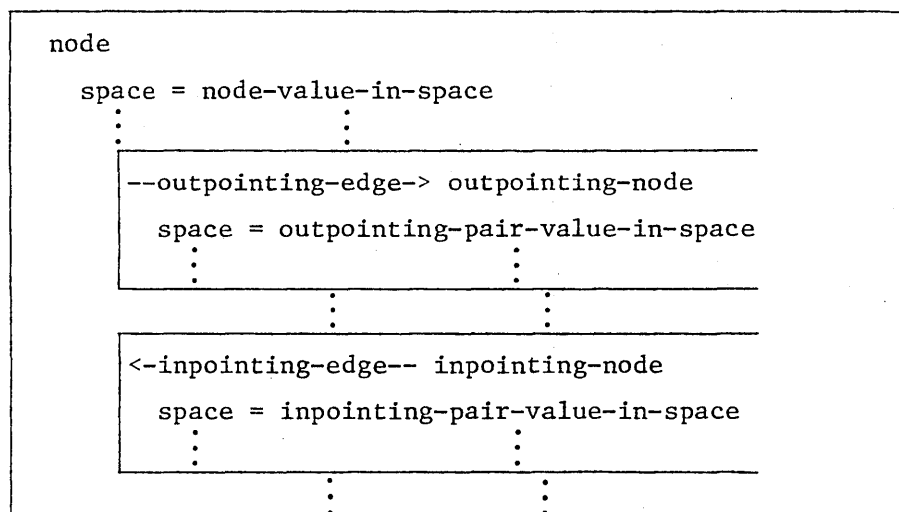 node
space = node-value-in-space
--outpointing-edge-> outpointing-node
space = outpointing-pair-value-in-space
<-inpointing-edge-- inpointing-node
space = inpointing-pair-value-in-space